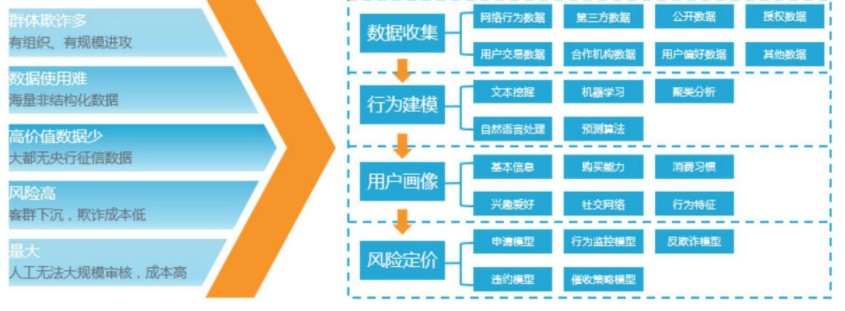 群体欺诈多
有组织、有规模进攻
数据使用难
海量非结构化数据
高价值数据少
大都无央行征信数据
风险高
客群下沉，欺诈成本低
量大
人工无法大规模审核，成本高
数据收集
网络行为数据 第三方数据 公开数据 授权数据
用户交易数据 合作机构数据 用户偏好数据 其他数据
行为建模
文本挖掘 机器学习 聚类分析
自然语言处理 预测算法
用户画像
基本信息 购买能力 消费习惯
兴趣爱好 社交网络 行为特征
风险定价
申请模型 行为监控模型 反欺诈模型
违约模型 催收策略模型